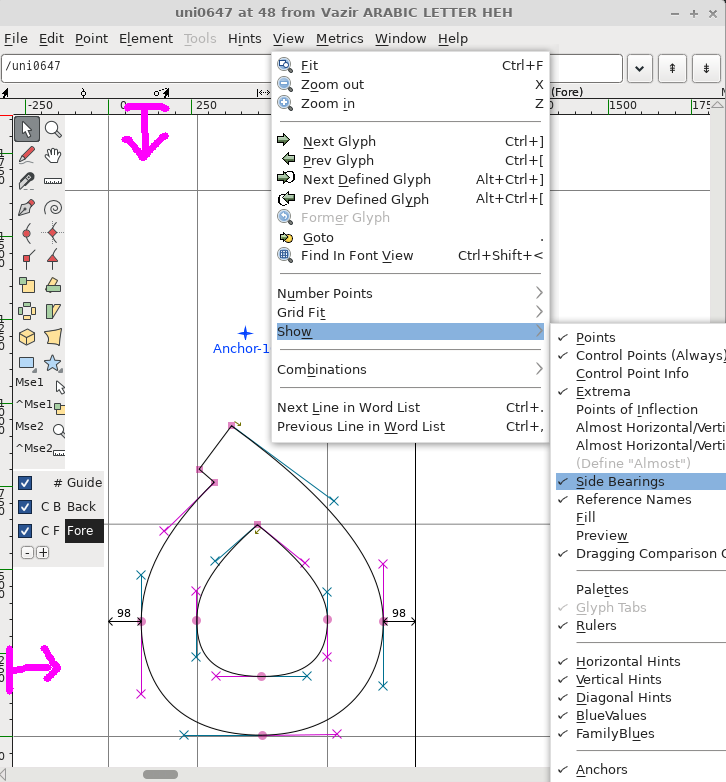 uni0647 at 48 from Vazir ARABIC LETTER HEH
File Edit Point Element Tools Hints View Metrics Window Help
/uni0647
(Fore)
-250 0 250 1500 175
Fit Ctrl+F
Zoom out X
Zoom in Z
Next Glyph Ctrl+]
Prev Glyph Ctrl+[
Next Defined Glyph Alt+Ctrl+]
Prev Defined Glyph Alt+Ctrl+[
Former Glyph
Goto .
Find In Font View Ctrl+Shift+<
Number Points
Grid Fit
Show
Combinations
Next Line in Word List Ctrl+.
Previous Line in Word List Ctrl+,
Points
Control Points (Always)
Control Point Info
Extrema
Points of Inflection
Almost Horizontal/Verti
Almost Horizontal/Verti
(Define "Almost")
Side Bearings
Reference Names
Fill
Preview
Dragging Comparison O
Palettes
Glyph Tabs
Rulers
Horizontal Hints
Vertical Hints
Diagonal Hints
BlueValues
FamilyBlues
Anchors
Anchor-1
Mse1
^Mse1
Mse2
^Mse2
# Guide
C B Back
C F Fore
- +
98 98